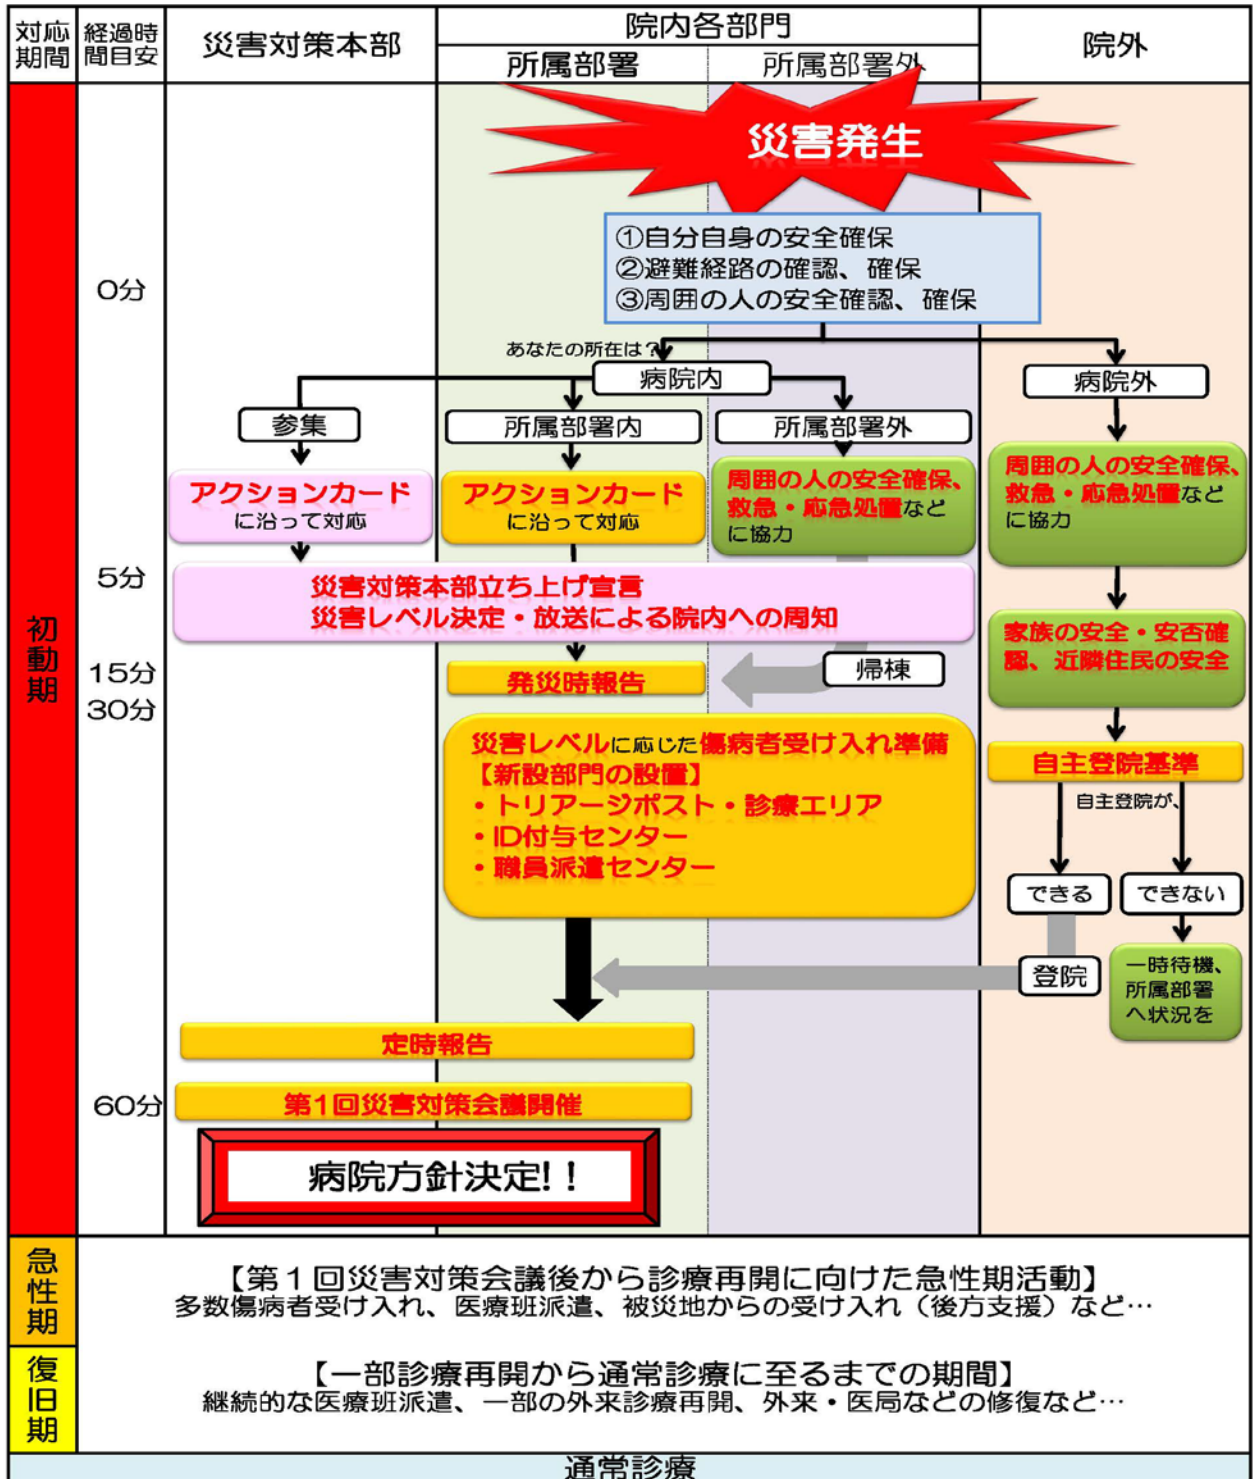 対応
期間
経過時
間目安
災害対策本部
院内各部門
所属部署
所属部署外
院外
災害発生
①自分自身の安全確保
②避難経路の確認、確保
③周囲の人の安全確認、確保
0分
あなたの所在は？
病院内
病院外
参集
所属部署内
所属部署外
アクションカード
に沿って対応
アクションカード
に沿って対応
周囲の人の安全確保、
救急・応急処置など
に協力
周囲の人の安全確保、
救急・応急処置など
に協力
5分
災害対策本部立ち上げ宣言
災害レベル決定・放送による院内への周知
家族の安全・安否確
認、近隣住民の安全
初動期
15分
発災時報告
帰棟
30分
災害レベルに応じた傷病者受け入れ準備
【新設部門の設置】
・トリアージポスト・診療エリア
・ID付与センター
・職員派遣センター
自主登院基準
自主登院が、
できる
できない
登院
一時待機、
所属部署
へ状況を
定時報告
60分
第1回災害対策会議開催
病院方針決定!！
急性期
【第１回災害対策会議後から診療再開に向けた急性期活動】
多数傷病者受け入れ、医療班派遣、被災地からの受け入れ（後方支援）など…
復旧期
【一部診療再開から通常診療に至るまでの期間】
継続的な医療班派遣、一部の外来診療再開、外来・医局などの修復など…
通常診療